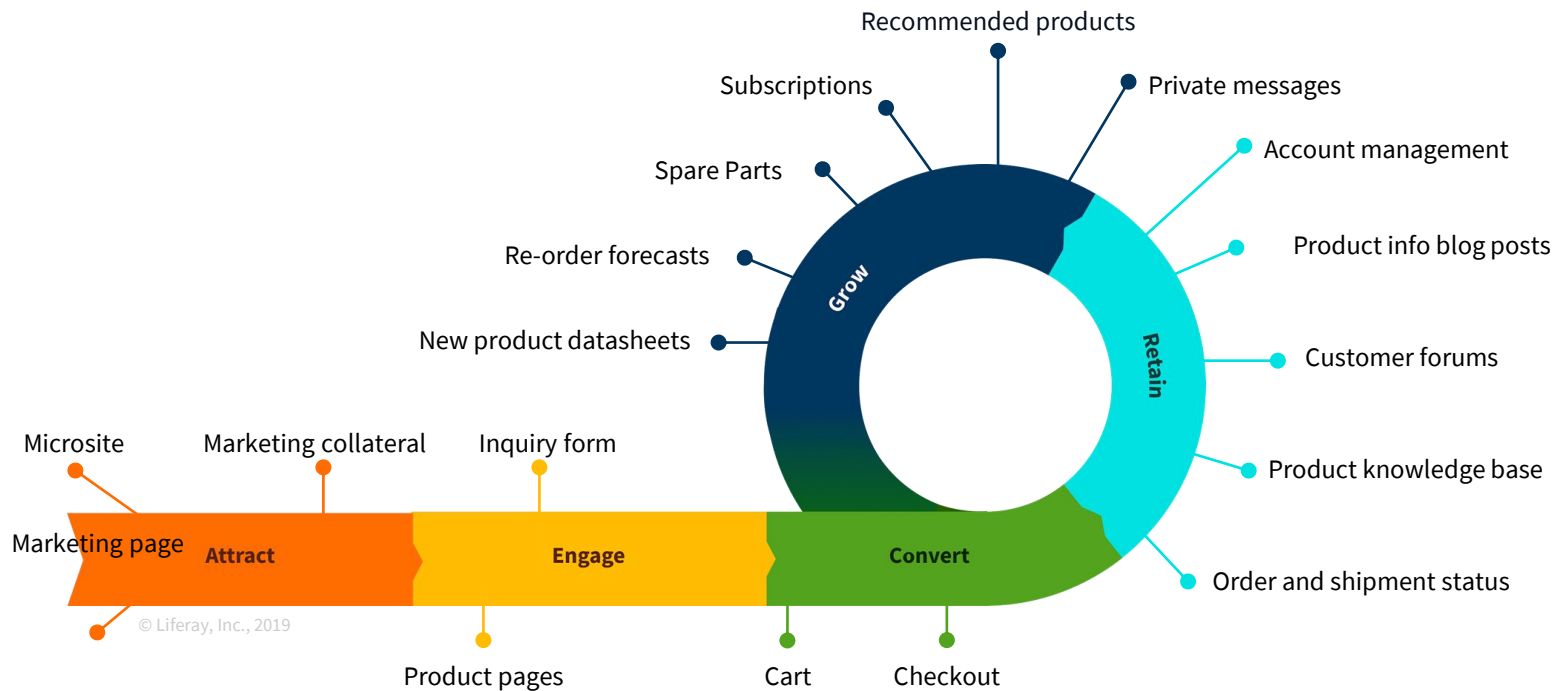 Recommended products
Subscriptions
Private messages
Account management
Spare Parts
Product info blog posts
Re-order forecasts
Grow
New product datasheets
Retain
Customer forums
Microsite
Marketing collateral
Inquiry form
Product knowledge base
Marketing page
Attract
Engage
Convert
Order and shipment status
© Liferay, Inc., 2019
Product pages
Cart
Checkout